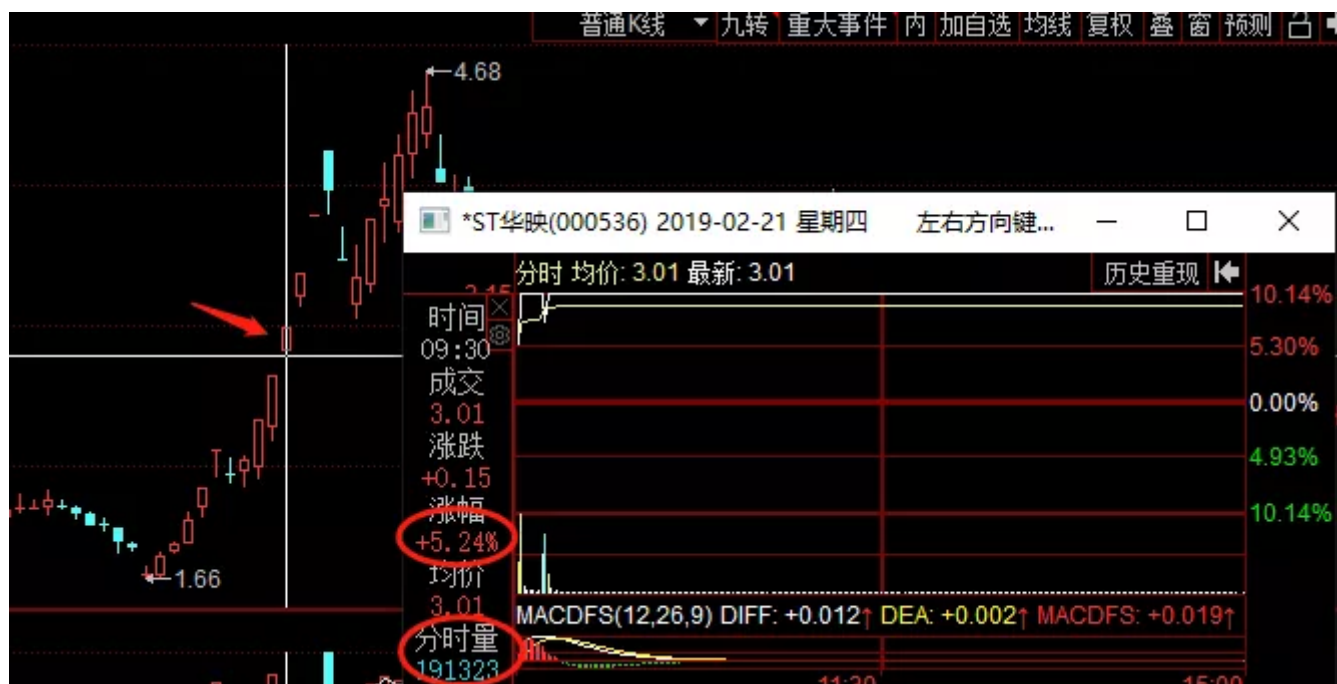 普通K线 九转 重大事件 内 加自选 均线 复权 叠 窗 预测
4.68
*ST华映(000536) 2019-02-21 星期四 左右方向键...
分时 均价: 3.01 最新: 3.01 历史重现
10.14%
时间
09:30
5.30%
成交
3.01
0.00%
涨跌
+0.15
4.93%
涨幅
+5.24%
10.14%
均价
3.01
1.66
MACDFS(12,26,9) DIFF: +0.012↑ DEA: +0.002↑ MACDFS: +0.019↑
分时量
191323